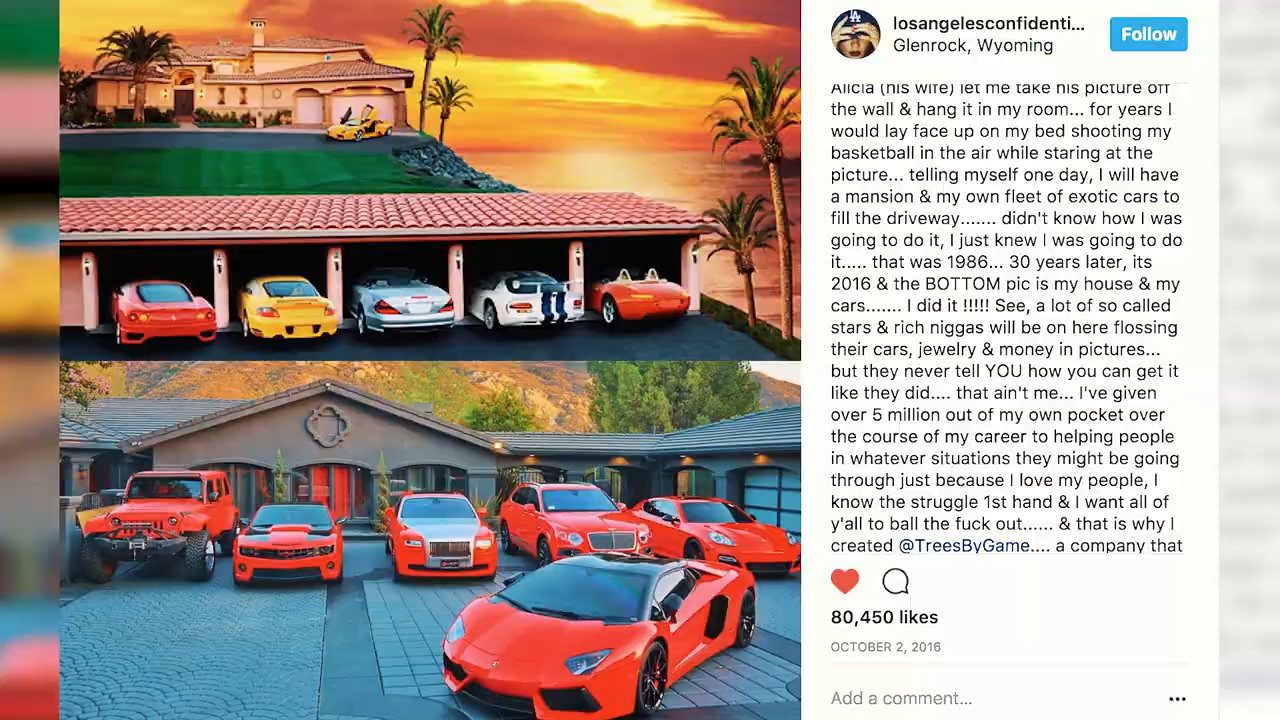 losangelesconfidenti...
Glenrock, Wyoming
Follow
Alicia (his wife) let me take his picture off
the wall & hang it in my room... for years I
would lay face up on my bed shooting my
basketball in the air while staring at the
picture... telling myself one day, I will have
a mansion & my own fleet of exotic cars to
fill the driveway....... didn't know how I was
going to do it, I just knew I was going to do
it..... that was 1986... 30 years later, its
2016 & the BOTTOM pic is my house & my
cars....... I did it !!!!! See, a lot of so called
stars & rich niggas will be on here flossing
their cars, jewelry & money in pictures...
but they never tell YOU how you can get it
like they did.... that ain't me... I've given
over 5 million out of my own pocket over
the course of my career to helping people
in whatever situations they might be going
through just because I love my people, I
know the struggle 1st hand & I want all of
y'all to ball the fuck out...... & that is why I
created @TreesByGame.... a company that
80,450 likes
OCTOBER 2, 2016
Add a comment...